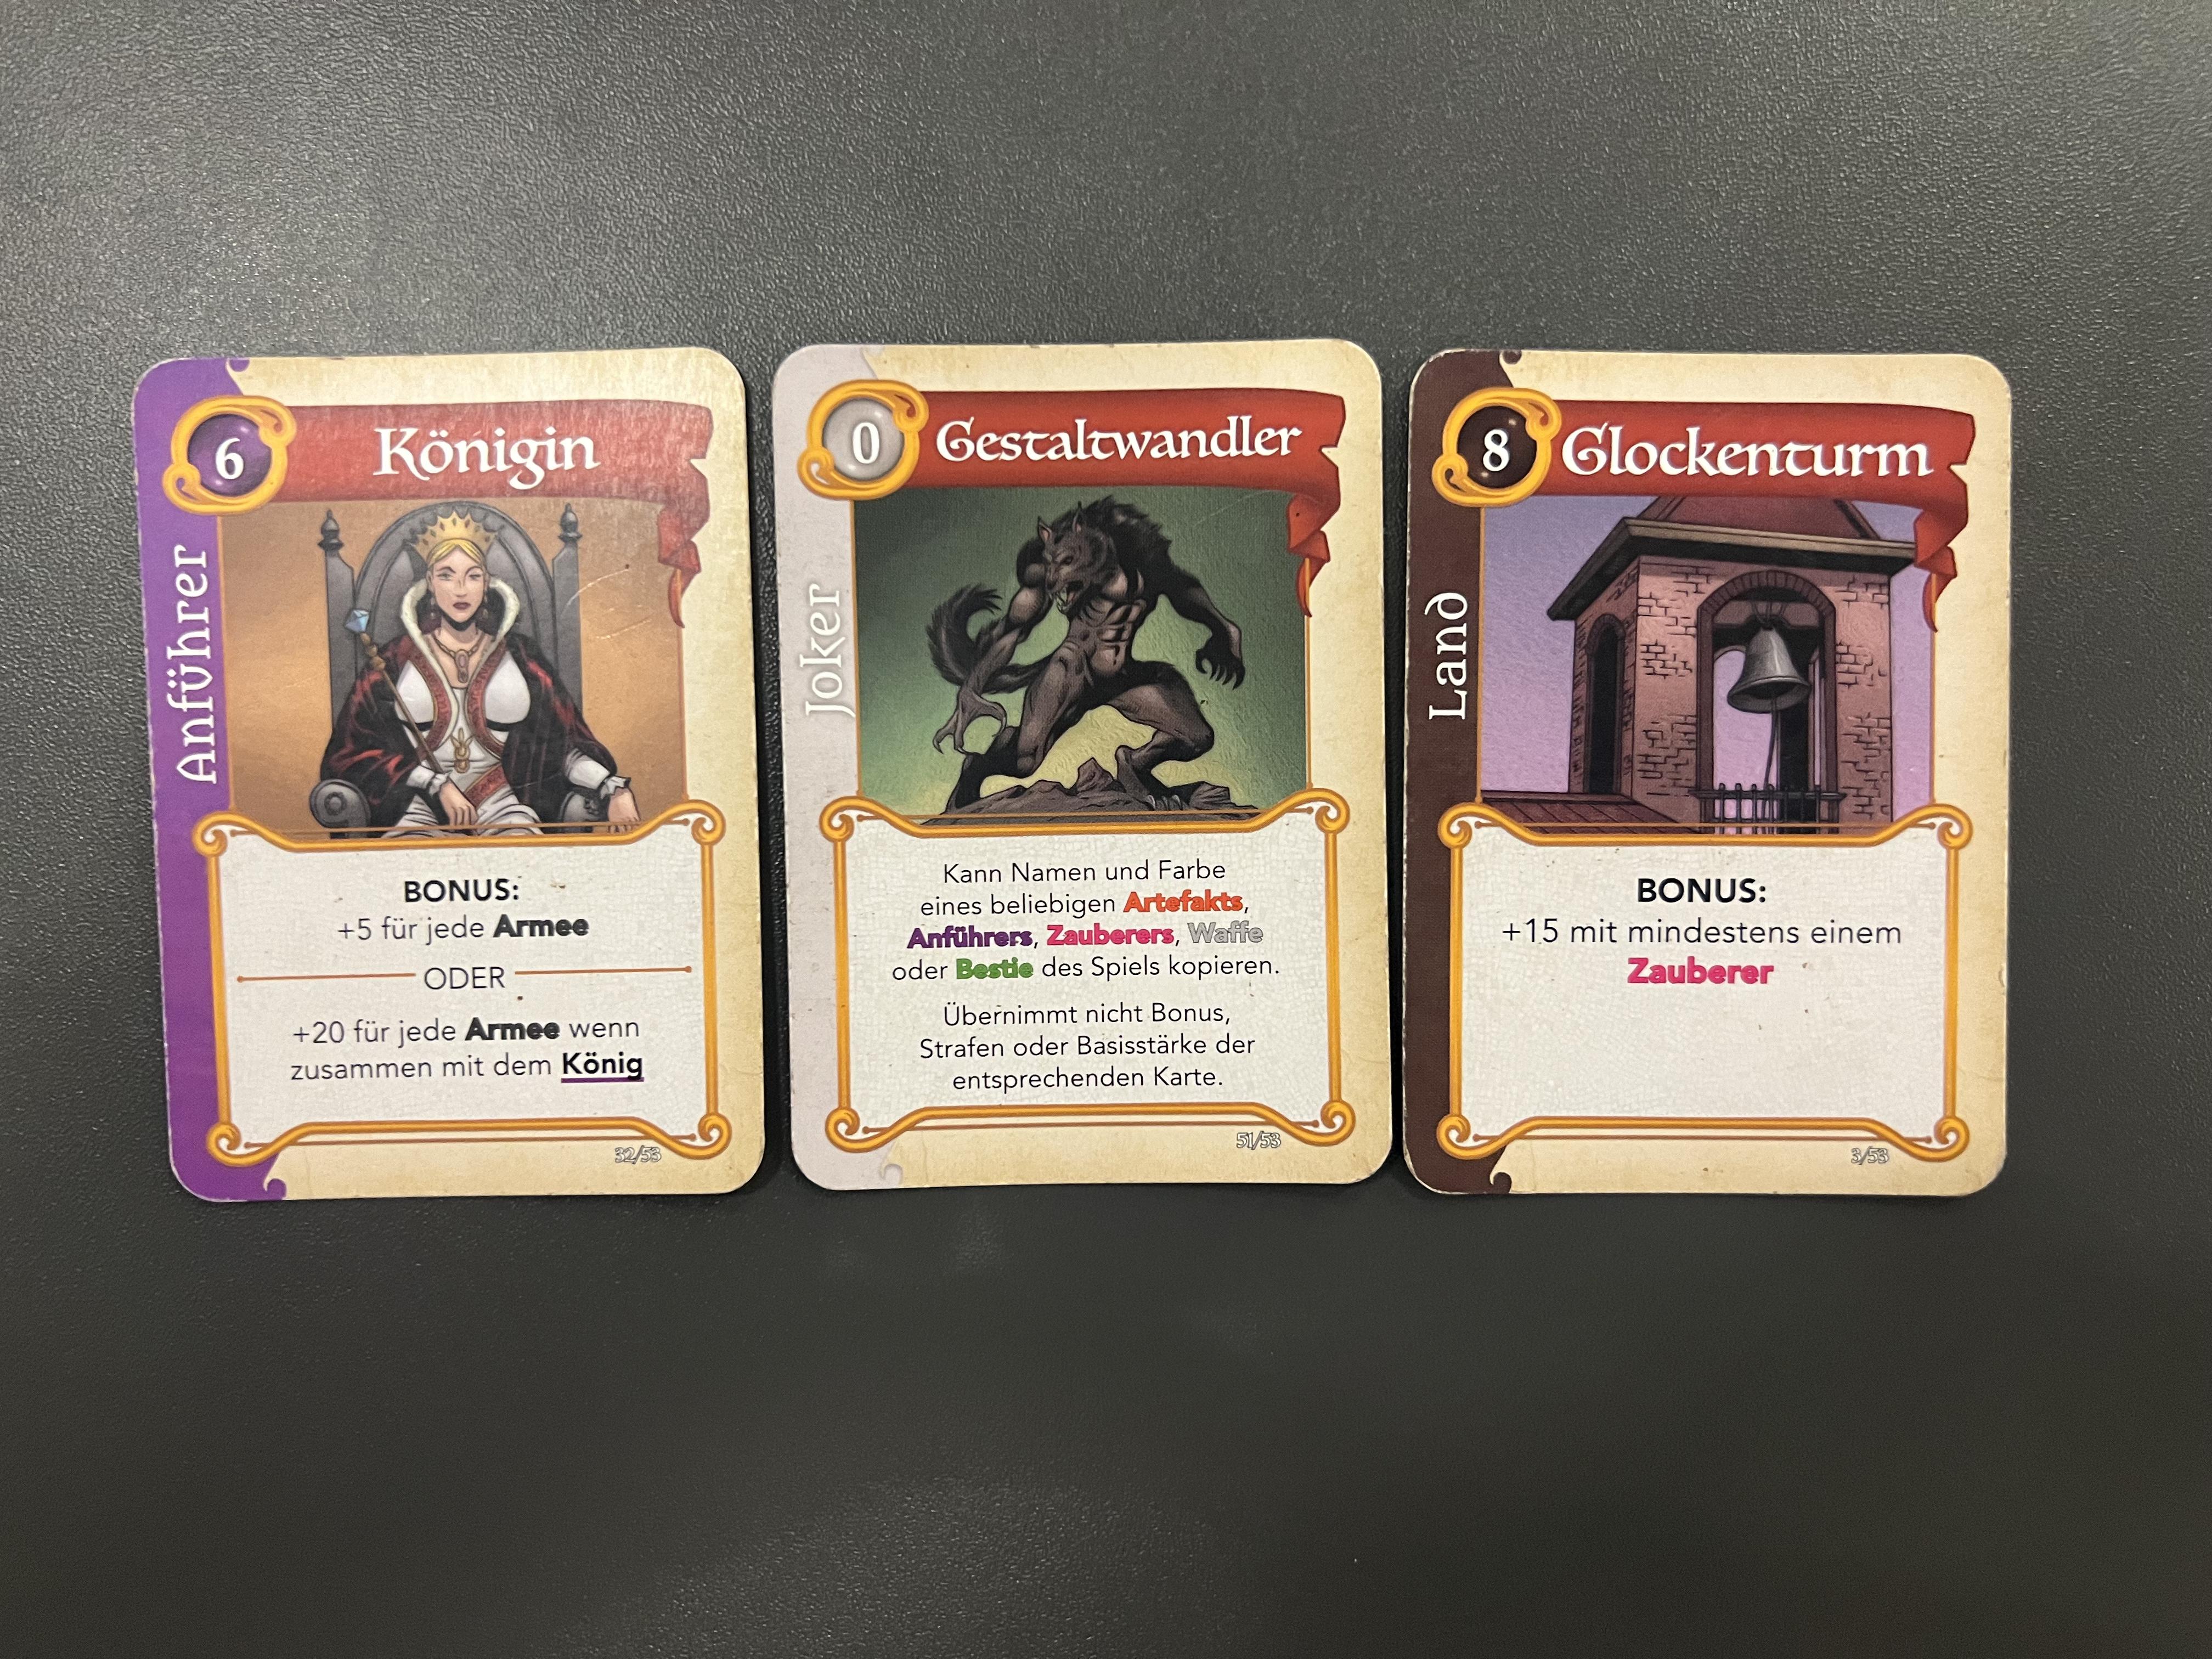 Anführer
6
Königin
BONUS:
+5 für jede Armee
ODER
+20 für jede Armee wenn
zusammen mit dem König
32/53
Joker
0
Gestaltwandler
Kann Namen und Farbe
eines beliebigen Artefakts,
Anführers, Zauberers, Waffe
oder Bestie des Spiels kopieren.
Übernimmt nicht Bonus,
Strafen oder Basisstärke der
entsprechenden Karte.
51/53
Land
8
Glockenturm
BONUS:
+15 mit mindestens einem
Zauberer
3/53